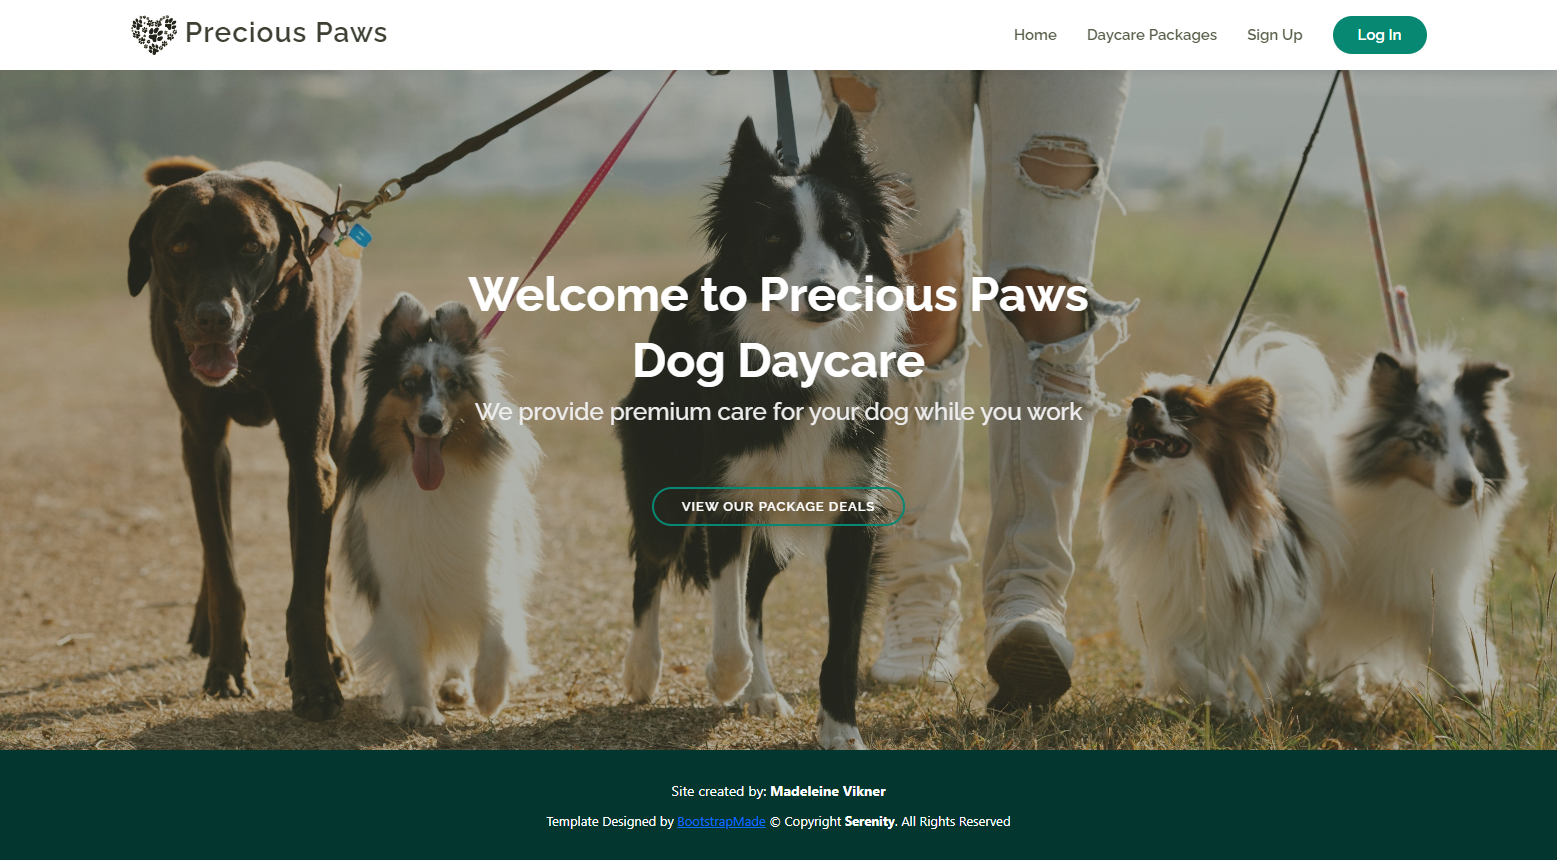 Precious Paws
Home
Daycare Packages
Sign Up
Log In
Welcome to Precious Paws
Dog Daycare
We provide premium care for your dog while you work
VIEW OUR PACKAGE DEALS
Site created by: Madeleine Vikner
Template Designed by BootstrapMade © Copyright Serenity. All Rights Reserved